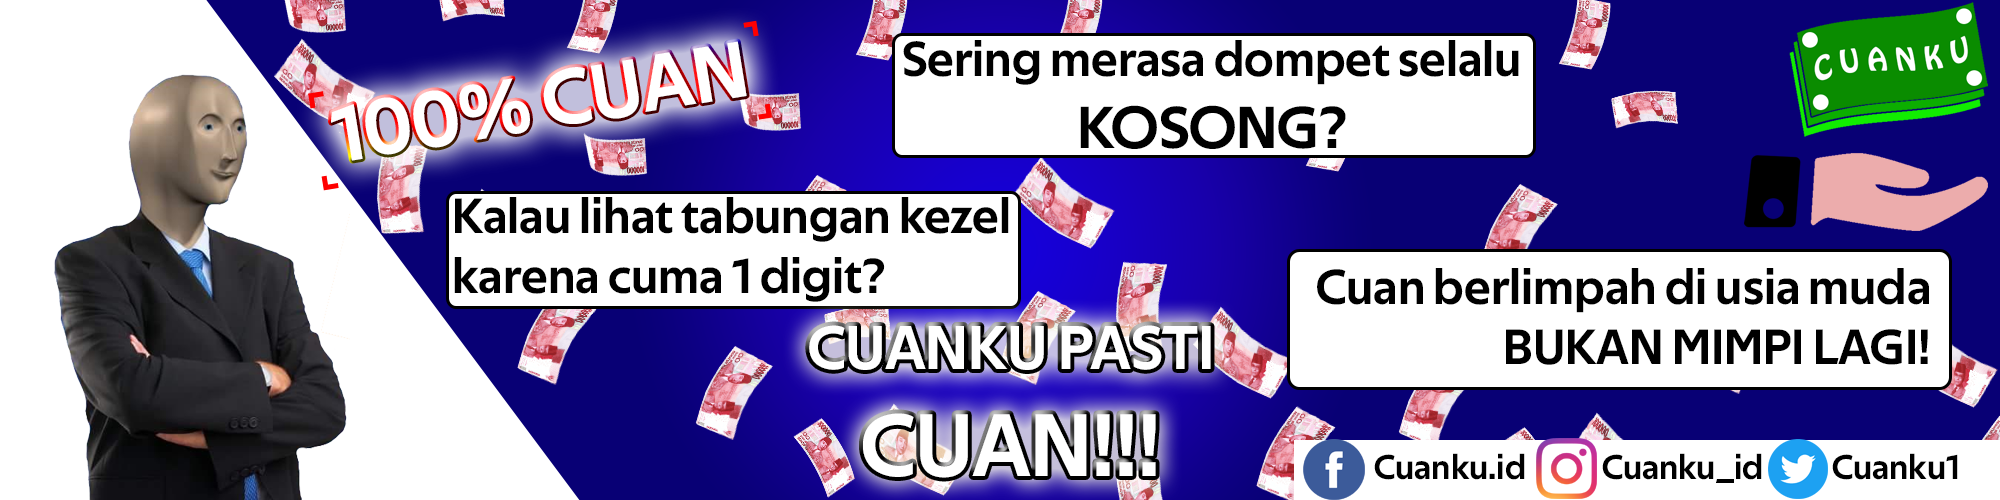 100% CUAN
Sering merasa dompet selalu
KOSONG?
CUANKU
Kalau lihat tabungan kezel
karena cuma 1 digit?
Cuan berlimpah di usia muda
BUKAN MIMPI LAGI!
CUANKU PASTI
CUAN!!!
Cuanku.id
Cuanku_id
Cuanku1